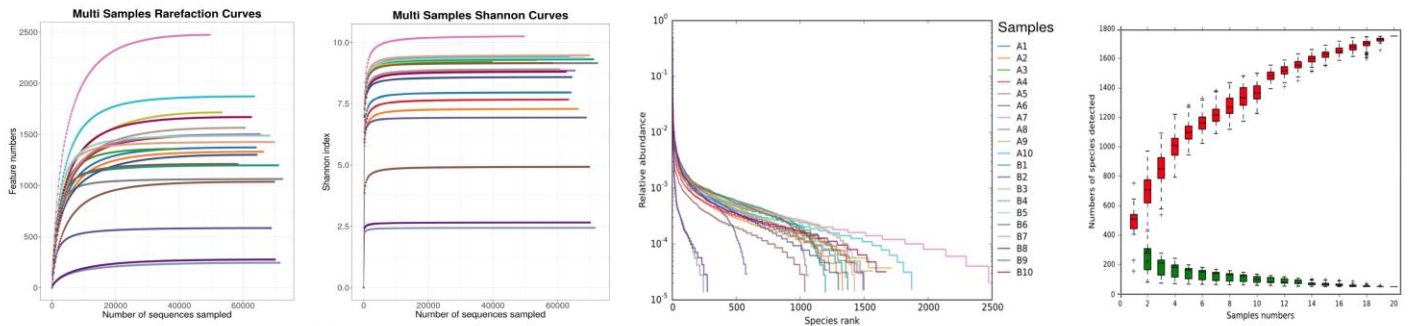 Multi Samples Rarefaction Curves
Feature numbers
2500
2000
1500
1000
500
0
0
20000
40000
60000
Number of sequences sampled
Multi Samples Shannon Curves
Shannon index
10.0
7.5
5.0
2.5
0.0
0
20000
40000
60000
Number of sequences sampled
Relative abundance
10^0
10^-1
10^-2
10^-3
10^-4
10^-5
0
500
1000
1500
2000
2500
Species rank
Samples
A1
A2
A3
A4
A5
A6
A7
A8
A9
A10
B1
B2
B3
B4
B5
B6
B7
B8
B9
B10
Numbers of species detected
1800
1600
1400
1200
1000
800
600
400
200
0
0
2
4
6
8
10
12
14
16
18
20
Samples numbers